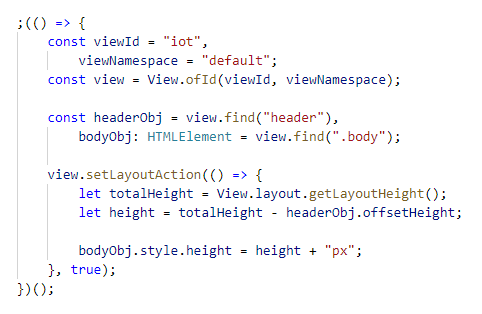 ;(() => {
    const viewId = "iot",
        viewNamespace = "default";
    const view = View.ofId(viewId, viewNamespace);

    const headerObj = view.find("header"),
        bodyObj: HTMLElement = view.find(".body");

    view.setLayoutAction(() => {
        let totalHeight = View.layout.getLayoutHeight();
        let height = totalHeight - headerObj.offsetHeight;

        bodyObj.style.height = height + "px";
    }, true);
})();